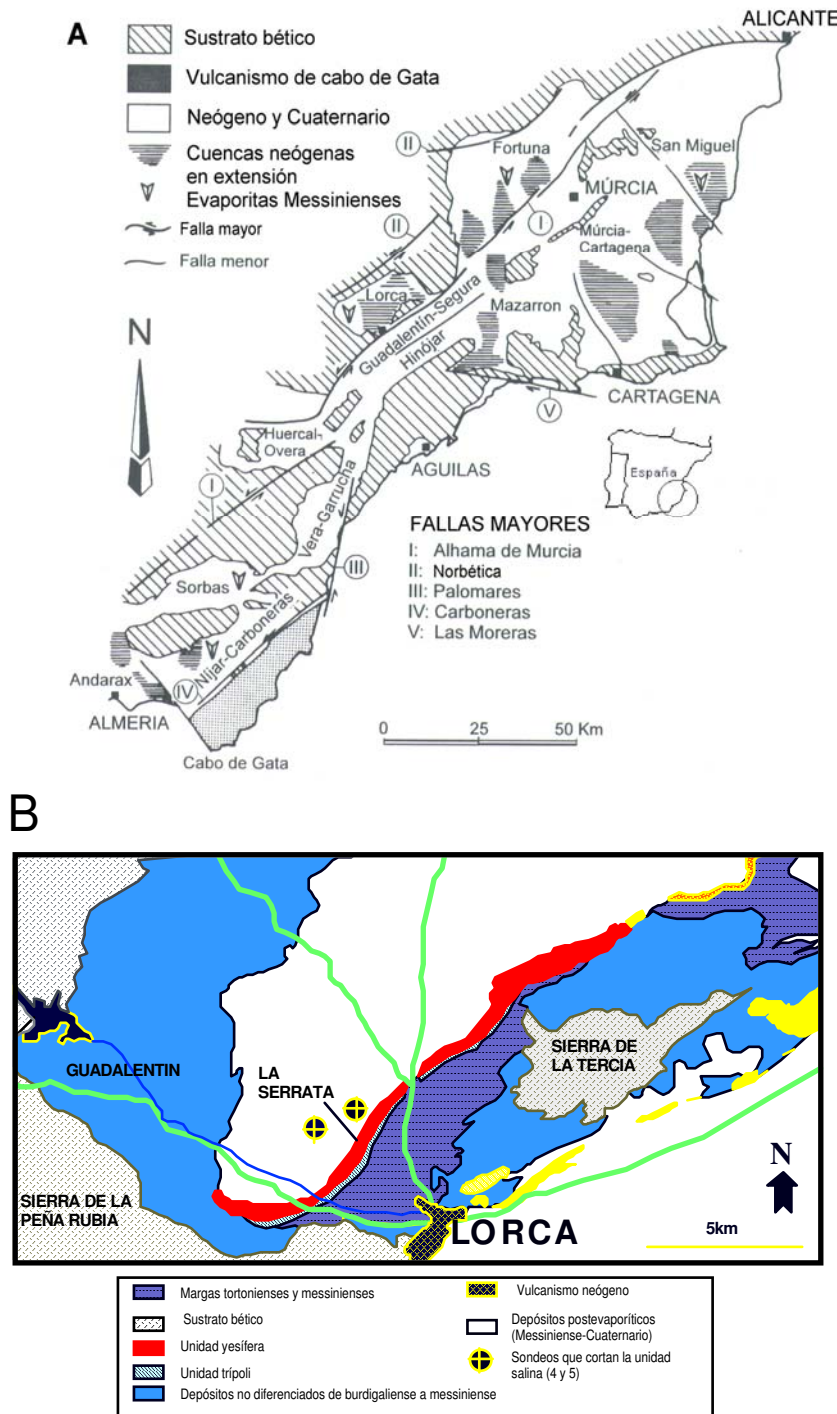 A
Sustrato bético
Vulcanismo de cabo de Gata
Neógeno y Cuaternario
Cuencas neógenas
en extensión
Evaporitas Messinienses
Falla mayor
Falla menor
N
ALICANTE
II
Fortuna
San Miguel
MÚRCIA
I
II
Múrcia-
Cartagena
Lorca
Guadalentín-Segura
Hinójar
Mazarron
CARTAGENA
V
Huercal-
Overa
AGUILAS
España
I
Vera-Garrucha
III
Sorbas
Nijar-Carboneras
Andarax
IV
ALMERIA
Cabo de Gata
FALLAS MAYORES
I: Alhama de Murcia
II: Norbética
III: Palomares
IV: Carboneras
V: Las Moreras
0 25 50 Km
B
GUADALENTIN
LA
SERRATA
SIERRA DE
LA TERCIA
SIERRA DE LA
PEÑA RUBIA
LORCA
N
5km
Margas tortonienses y messinienses
Sustrato bético
Unidad yesífera
Unidad trípoli
Depósitos no diferenciados de burdigaliense a messiniense
Vulcanismo neógeno
Depósitos postevaporíticos
(Messiniense-Cuaternario)
Sondeos que cortan la unidad
salina (4 y 5)